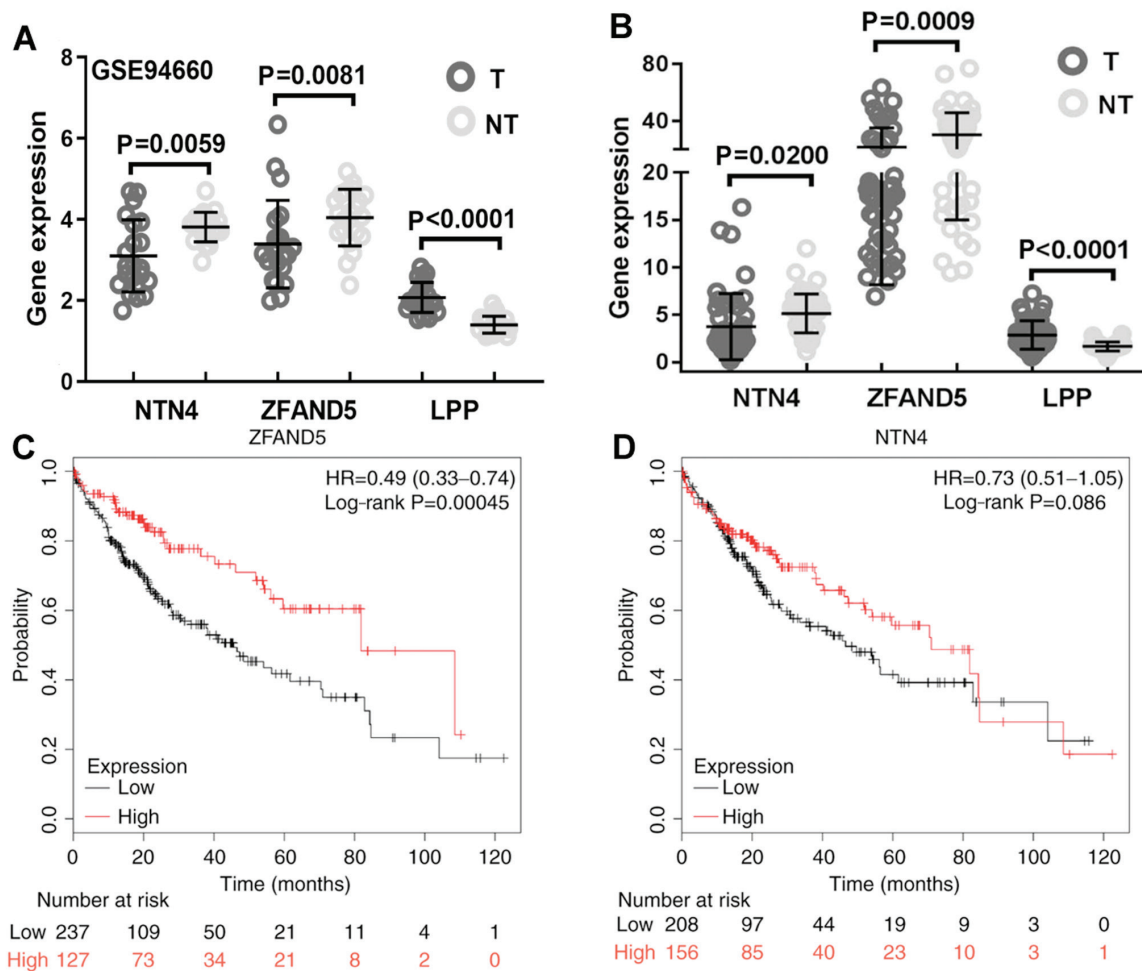 A
GSE94660
T
NT
P=0.0059
P=0.0081
P<0.0001
Gene expression
8
6
4
2
0
NTN4 ZFAND5 LPP
B
P=0.0200
P=0.0009
P<0.0001
T
NT
Gene expression
80
40
20
15
10
5
0
NTN4 ZFAND5 LPP
C
ZFAND5
HR=0.49 (0.33–0.74)
Log-rank P=0.00045
Probability
1.0
0.8
0.6
0.4
0.2
0.0
Expression
Low
High
0 20 40 60 80 100 120
Time (months)
Number at risk
Low 237 109 50 21 11 4 1
High 127 73 34 21 8 2 0
D
NTN4
HR=0.73 (0.51–1.05)
Log-rank P=0.086
Probability
1.0
0.8
0.6
0.4
0.2
0.0
Expression
Low
High
0 20 40 60 80 100 120
Time (months)
Number at risk
Low 208 97 44 19 9 3 0
High 156 85 40 23 10 3 1